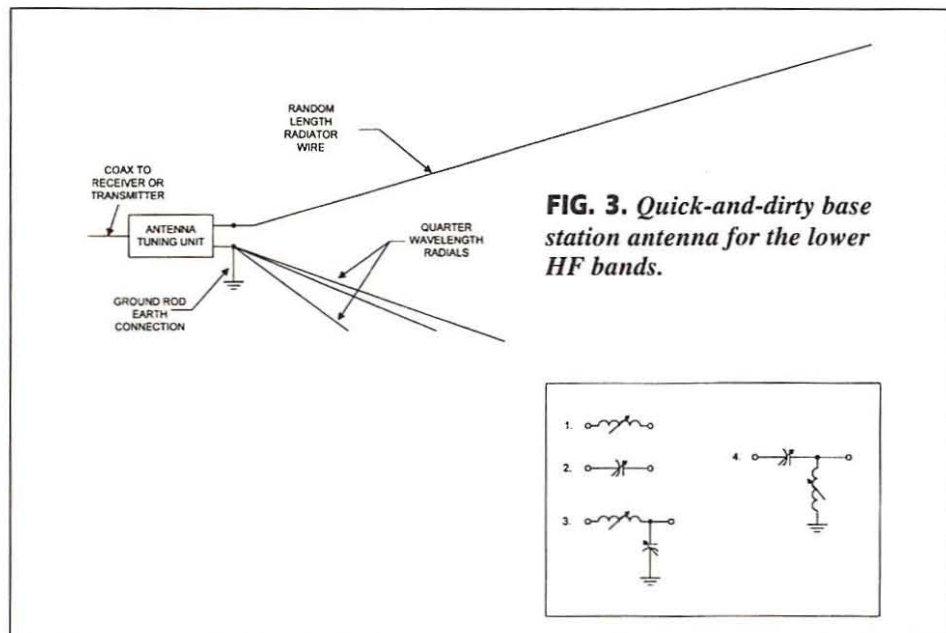 RANDOM
LENGTH
RADIATOR
WIRE
COAX TO
RECEIVER OR
TRANSMITTER
ANTENNA
TUNING UNIT
QUARTER
WAVELENGTH
RADIALS
GROUND ROD
EARTH
CONNECTION
FIG. 3. Quick-and-dirty base
station antenna for the lower
HF bands.
1.
2.
3.
4.